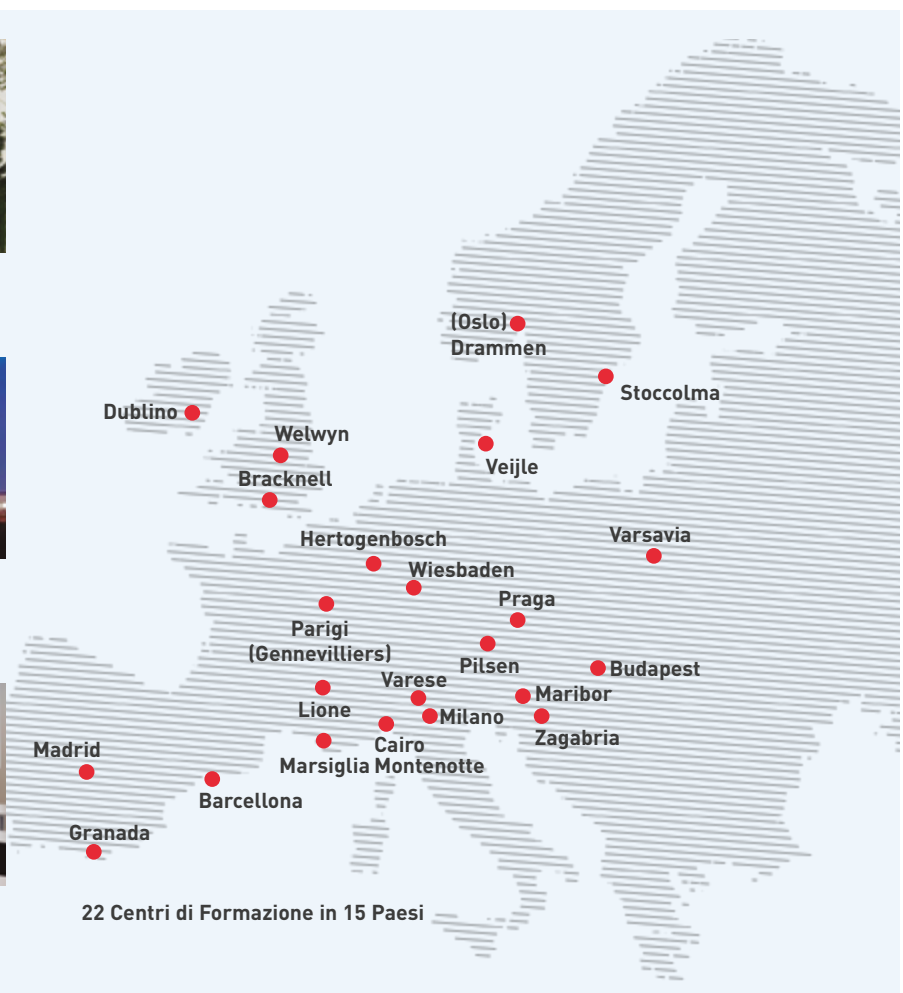 (Oslo)
Drammen
Stoccolma
Dublino
Welwyn
Veijle
Bracknell
Hertogenbosch
Varsavia
Wiesbaden
Praga
Parigi
(Gennevilliers)
Pilsen
Budapest
Varese
Maribor
Lione
Milano
Zagabria
Cairo
Montenotte
Marsiglia
Madrid
Barcellona
Granada
22 Centri di Formazione in 15 Paesi